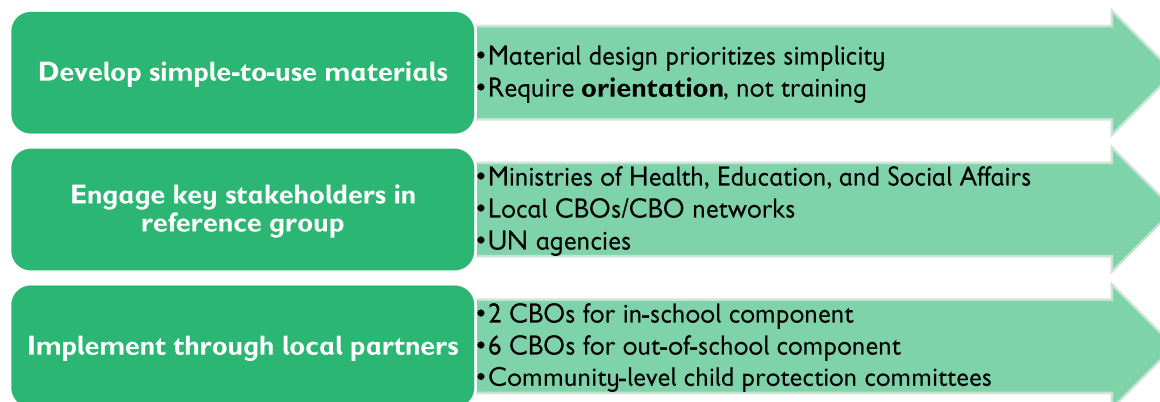 Develop simple-to-use materials
•Material design prioritizes simplicity
•Require orientation, not training
Engage key stakeholders in
reference group
•Ministries of Health, Education, and Social Affairs
•Local CBOs/CBO networks
•UN agencies
Implement through local partners
•2 CBOs for in-school component
•6 CBOs for out-of-school component
•Community-level child protection committees